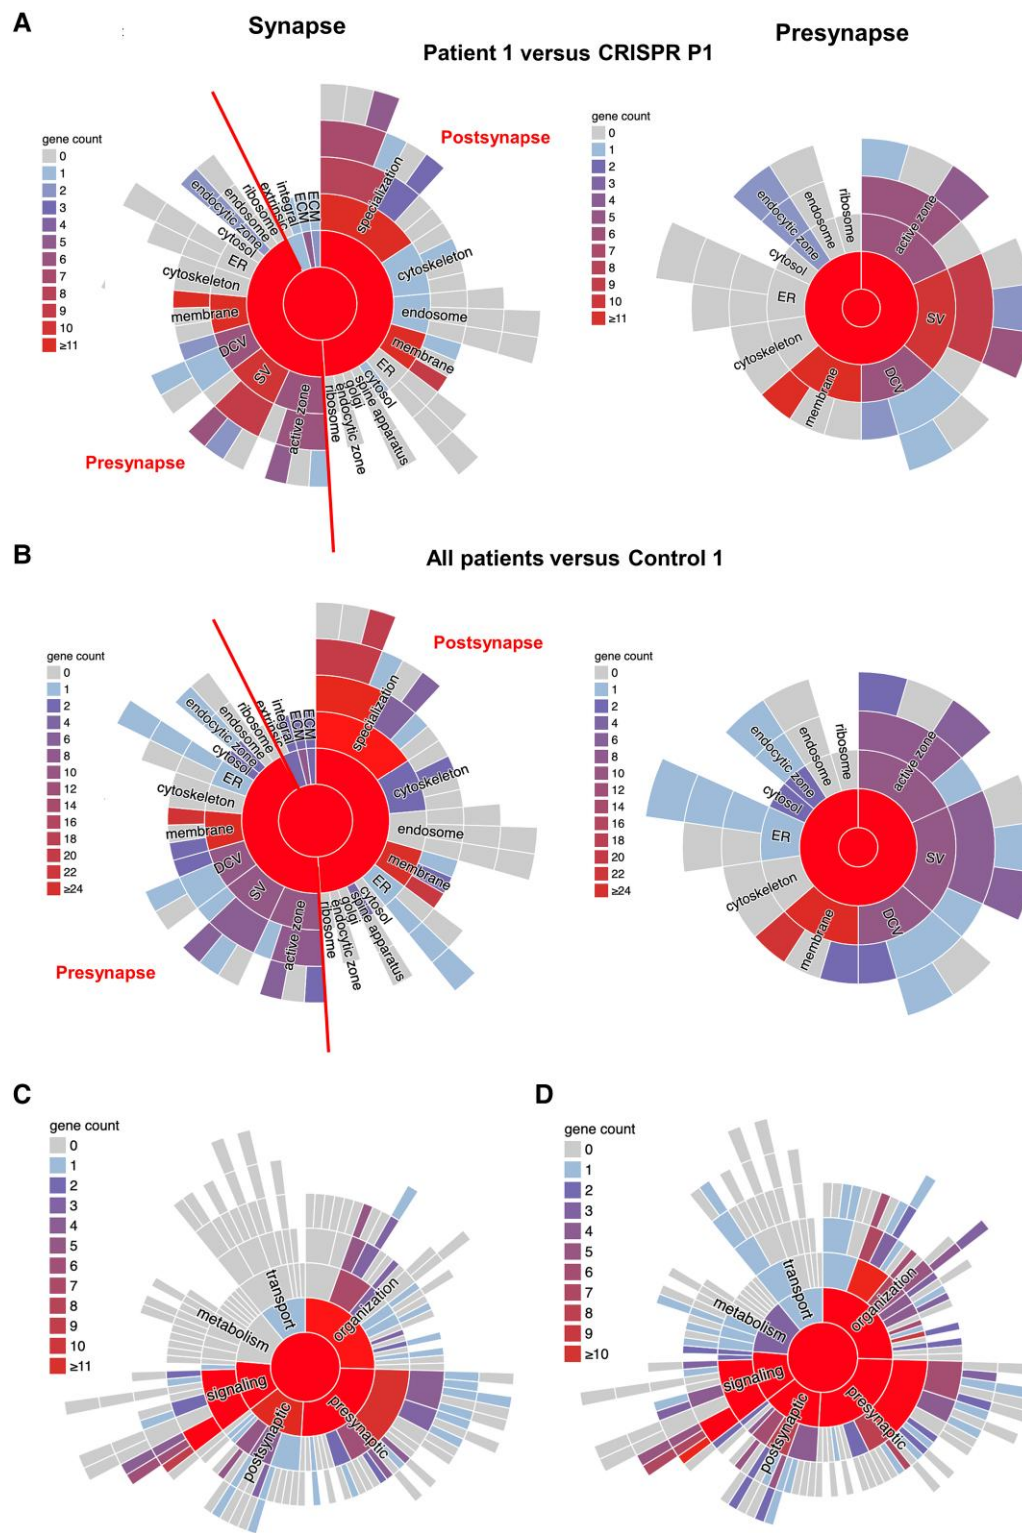 A
Synapse
Presynapse
Patient 1 versus CRISPR P1
gene count
0
1
2
3
4
5
6
7
8
9
10
≥11
Postsynapse
Presynapse
specialization
cytoskeleton
endosome
membrane
ER
cytosol
spine apparatus
golgi
endocytic zone
ribosome
active zone
SV
DCV
membrane
cytoskeleton
ER
cytosol
endocytic zone
endosome
ribosome
extrinsic
integral
ECM
ECM
gene count
0
1
2
3
4
5
6
7
8
9
10
≥11
active zone
SV
DCV
membrane
cytoskeleton
ER
cytosol
endocytic zone
endosome
ribosome
B
All patients versus Control 1
gene count
0
1
2
4
6
8
10
12
14
16
18
20
22
≥24
Postsynapse
Presynapse
specialization
cytoskeleton
endosome
membrane
ER
cytosol
spine apparatus
golgi
endocytic zone
ribosome
active zone
SV
DCV
membrane
cytoskeleton
ER
cytosol
endocytic zone
endosome
ribosome
extrinsic
integral
ECM
ECM
gene count
0
1
2
4
6
8
10
12
14
16
18
20
22
≥24
active zone
SV
DCV
membrane
cytoskeleton
ER
cytosol
endocytic zone
endosome
ribosome
C
gene count
0
1
2
3
4
5
6
7
8
9
10
≥11
transport
organization
metabolism
signaling
postsynaptic
presynaptic
D
gene count
0
1
2
3
4
5
6
7
8
9
≥10
transport
organization
metabolism
signaling
postsynaptic
presynaptic